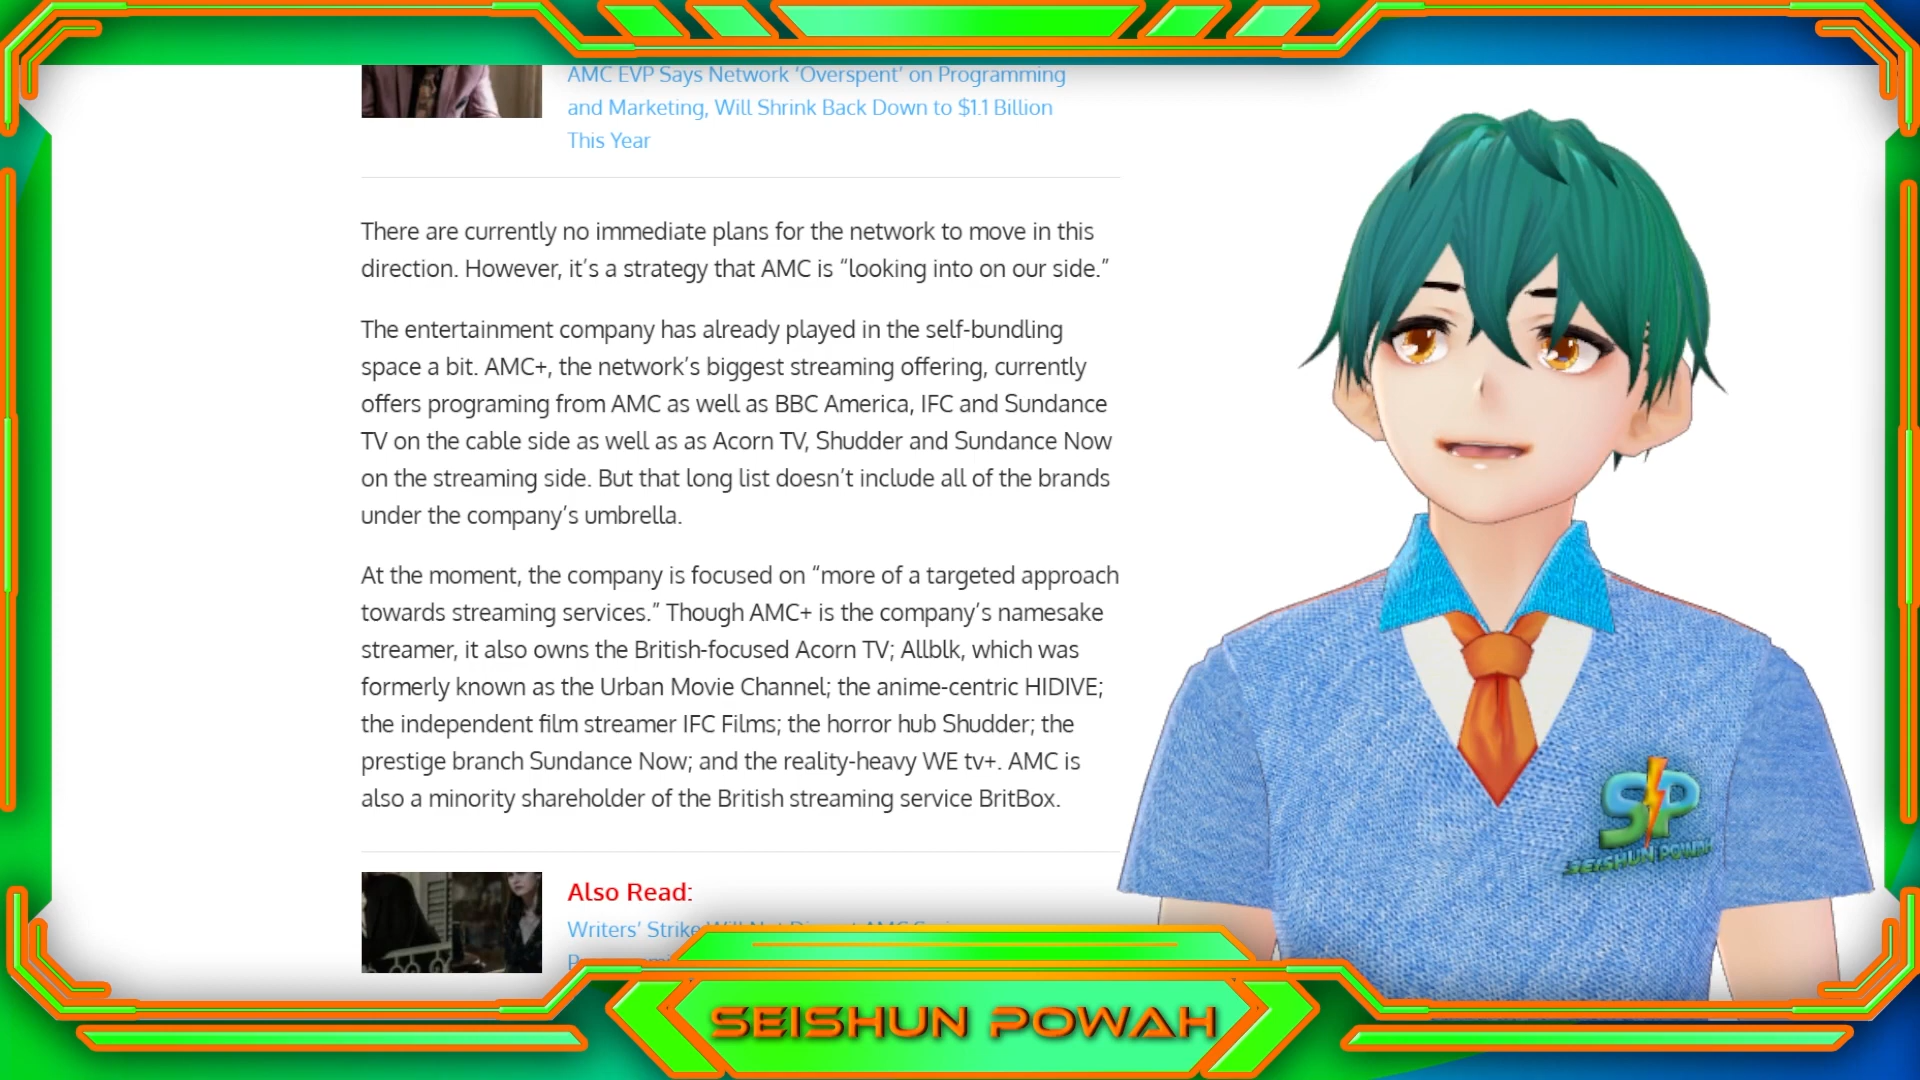 AMC EVP Says Network ‘Overspent’ on Programming
and Marketing, Will Shrink Back Down to $1.1 Billion
This Year
There are currently no immediate plans for the network to move in this
direction. However, it’s a strategy that AMC is “looking into on our side.”
The entertainment company has already played in the self-bundling
space a bit. AMC+, the network’s biggest streaming offering, currently
offers programing from AMC as well as BBC America, IFC and Sundance
TV on the cable side as well as as Acorn TV, Shudder and Sundance Now
on the streaming side. But that long list doesn’t include all of the brands
under the company’s umbrella.
At the moment, the company is focused on “more of a targeted approach
towards streaming services.” Though AMC+ is the company’s namesake
streamer, it also owns the British-focused Acorn TV; Allblk, which was
formerly known as the Urban Movie Channel; the anime-centric HIDIVE;
the independent film streamer IFC Films; the horror hub Shudder; the
prestige branch Sundance Now; and the reality-heavy WE tv+. AMC is
also a minority shareholder of the British streaming service BritBox.
Also Read:
Writers’ Strike Will Not
SP
SEISHUN POWAH
SEISHUN POWAH